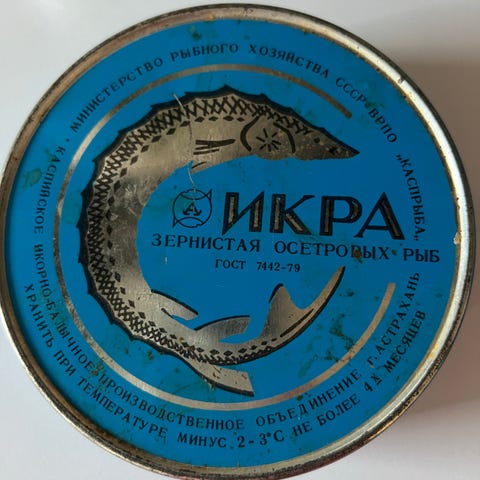 МИНИСТЕРСТВО РЫБНОГО ХОЗЯЙСТВА СССР ВРПО „КАСПРЫБА„
КАСПИЙСКОЕ ИКОРНО-БАЛЫЧНОЕ ПРОИЗВОДСТВЕННОЕ ОБЪЕДИНЕНИЕ Г. АСТРАХАНЬ
ИКРА
ЗЕРНИСТАЯ ОСЕТРОВЫХ РЫБ
ГОСТ 7442-79
ХРАНИТЬ ПРИ ТЕМПЕРАТУРЕ МИНУС 2-3°С НЕ БОЛЕЕ МЕСЯЦЕВ